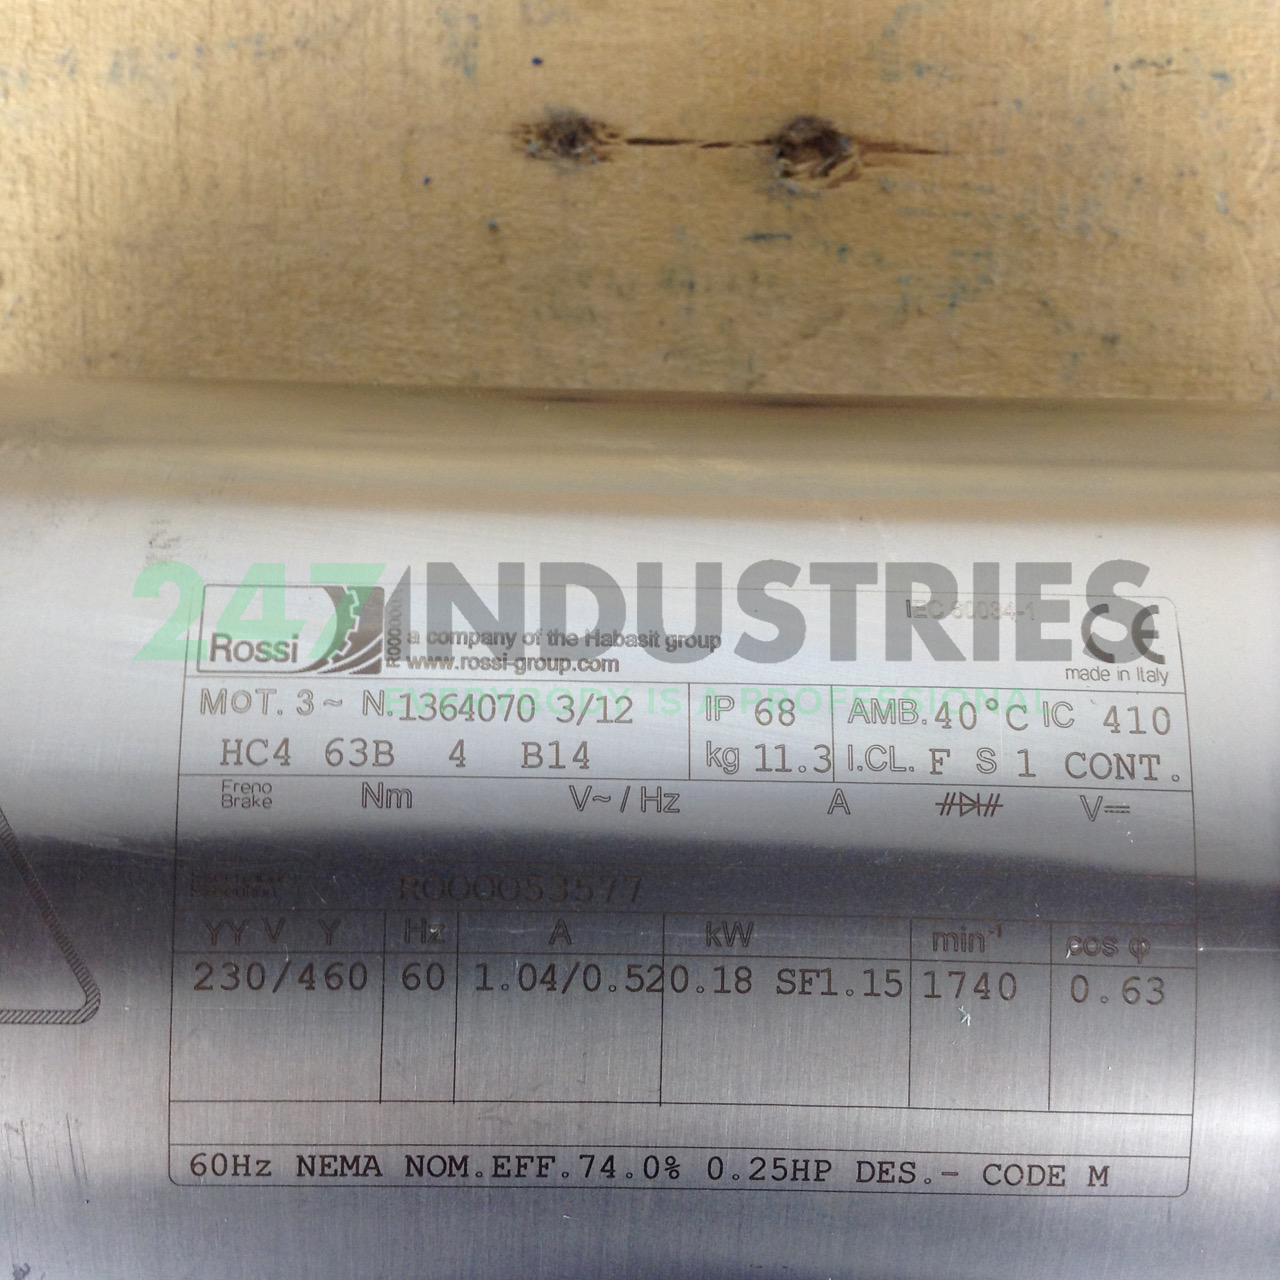 247INDUSTRIES
EVERYBODY IS A PROFESSIONAL
Rossi
R000000
a company of the Habasit group
www.rossi-group.com
IEC 60034-1
CE
made in Italy
MOT. 3~ N.1364070 3/12 IP 68 AMB.40°C IC 410
HC4 63B 4 B14 kg 11.3 I.CL. F S 1 CONT.
Freno
Brake Nm V~/Hz A V
R000053577
YY V Y Hz A kW min-1 cos φ
230/460 60 1.04/0.52 0.18 SF1.15 1740 0.63
60Hz NEMA NOM.EFF.74.0% 0.25HP DES.- CODE M